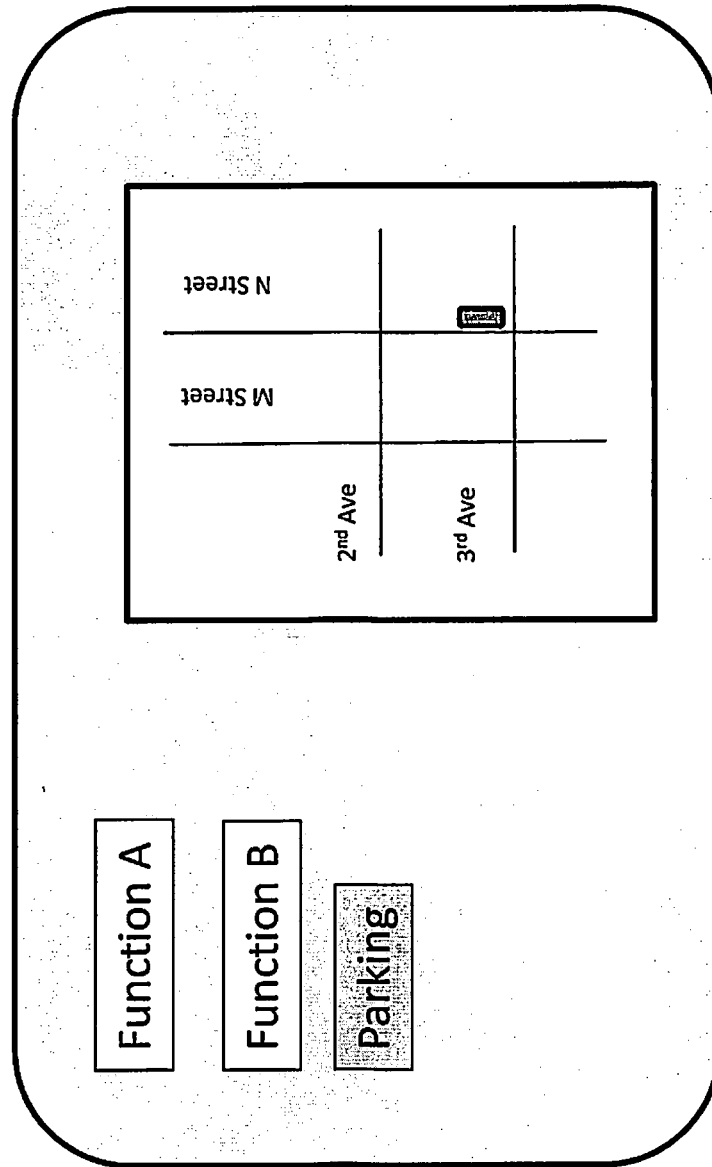 Function A
Function B
Parking
2nd Ave
3rd Ave
M Street
N Street